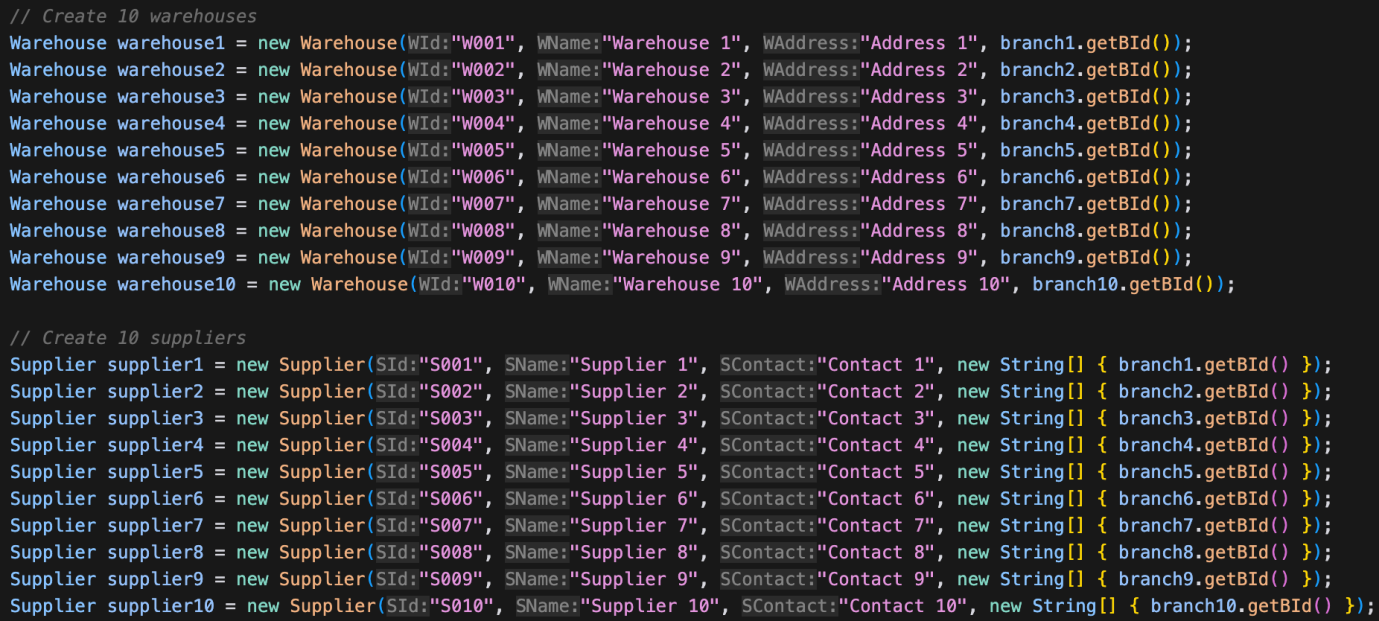 // Create 10 warehouses
Warehouse warehouse1 = new Warehouse(WId:"W001", WName:"Warehouse 1", WAddress:"Address 1", branch1.getBId());
Warehouse warehouse2 = new Warehouse(WId:"W002", WName:"Warehouse 2", WAddress:"Address 2", branch2.getBId());
Warehouse warehouse3 = new Warehouse(WId:"W003", WName:"Warehouse 3", WAddress:"Address 3", branch3.getBId());
Warehouse warehouse4 = new Warehouse(WId:"W004", WName:"Warehouse 4", WAddress:"Address 4", branch4.getBId());
Warehouse warehouse5 = new Warehouse(WId:"W005", WName:"Warehouse 5", WAddress:"Address 5", branch5.getBId());
Warehouse warehouse6 = new Warehouse(WId:"W006", WName:"Warehouse 6", WAddress:"Address 6", branch6.getBId());
Warehouse warehouse7 = new Warehouse(WId:"W007", WName:"Warehouse 7", WAddress:"Address 7", branch7.getBId());
Warehouse warehouse8 = new Warehouse(WId:"W008", WName:"Warehouse 8", WAddress:"Address 8", branch8.getBId());
Warehouse warehouse9 = new Warehouse(WId:"W009", WName:"Warehouse 9", WAddress:"Address 9", branch9.getBId());
Warehouse warehouse10 = new Warehouse(WId:"W010", WName:"Warehouse 10", WAddress:"Address 10", branch10.getBId());
// Create 10 suppliers
Supplier supplier1 = new Supplier(SId:"S001", SName:"Supplier 1", SContact:"Contact 1", new String[] { branch1.getBId() });
Supplier supplier2 = new Supplier(SId:"S002", SName:"Supplier 2", SContact:"Contact 2", new String[] { branch2.getBId() });
Supplier supplier3 = new Supplier(SId:"S003", SName:"Supplier 3", SContact:"Contact 3", new String[] { branch3.getBId() });
Supplier supplier4 = new Supplier(SId:"S004", SName:"Supplier 4", SContact:"Contact 4", new String[] { branch4.getBId() });
Supplier supplier5 = new Supplier(SId:"S005", SName:"Supplier 5", SContact:"Contact 5", new String[] { branch5.getBId() });
Supplier supplier6 = new Supplier(SId:"S006", SName:"Supplier 6", SContact:"Contact 6", new String[] { branch6.getBId() });
Supplier supplier7 = new Supplier(SId:"S007", SName:"Supplier 7", SContact:"Contact 7", new String[] { branch7.getBId() });
Supplier supplier8 = new Supplier(SId:"S008", SName:"Supplier 8", SContact:"Contact 8", new String[] { branch8.getBId() });
Supplier supplier9 = new Supplier(SId:"S009", SName:"Supplier 9", SContact:"Contact 9", new String[] { branch9.getBId() });
Supplier supplier10 = new Supplier(SId:"S010", SName:"Supplier 10", SContact:"Contact 10", new String[] { branch10.getBId() });